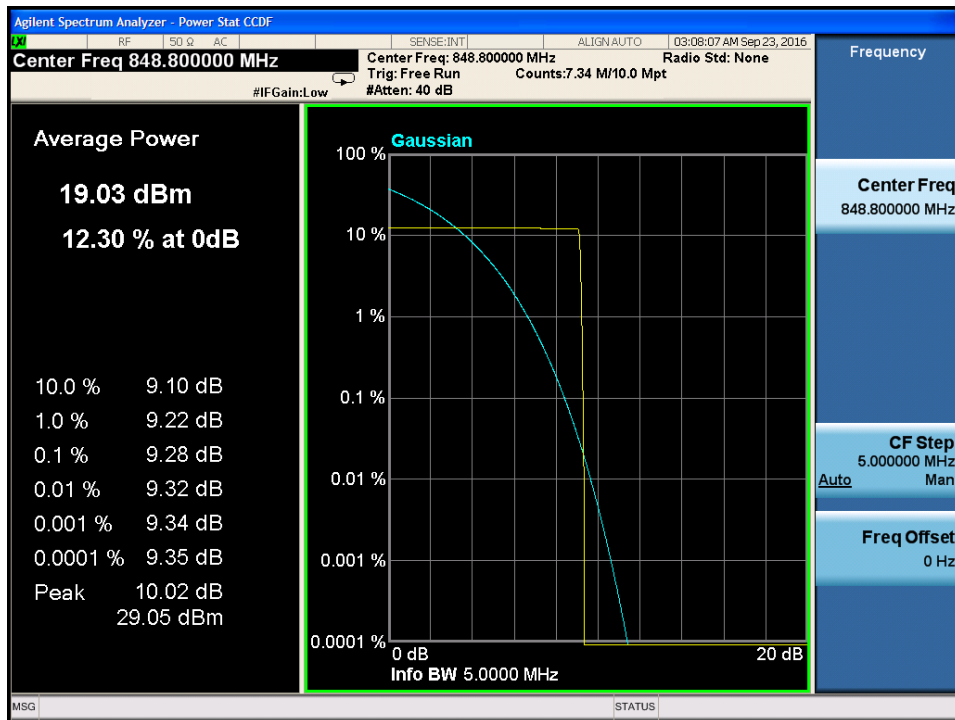 Agilent Spectrum Analyzer - Power Stat CCDF
LXI RF 50 Ω AC SENSE:INT ALIGN AUTO 03:08:07 AM Sep 23, 2016
Center Freq 848.800000 MHz
#IFGain:Low
Center Freq: 848.800000 MHz Radio Std: None
Trig: Free Run Counts:7.34 M/10.0 Mpt
#Atten: 40 dB
Average Power
19.03 dBm
12.30 % at 0dB
10.0 % 9.10 dB
1.0 % 9.22 dB
0.1 % 9.28 dB
0.01 % 9.32 dB
0.001 % 9.34 dB
0.0001 % 9.35 dB
Peak 10.02 dB
29.05 dBm
Gaussian
100 %
10 %
1 %
0.1 %
0.01 %
0.001 %
0.0001 %
0 dB 20 dB
Info BW 5.0000 MHz
Frequency
Center Freq
848.800000 MHz
CF Step
5.000000 MHz
Auto Man
Freq Offset
0 Hz
MSG STATUS